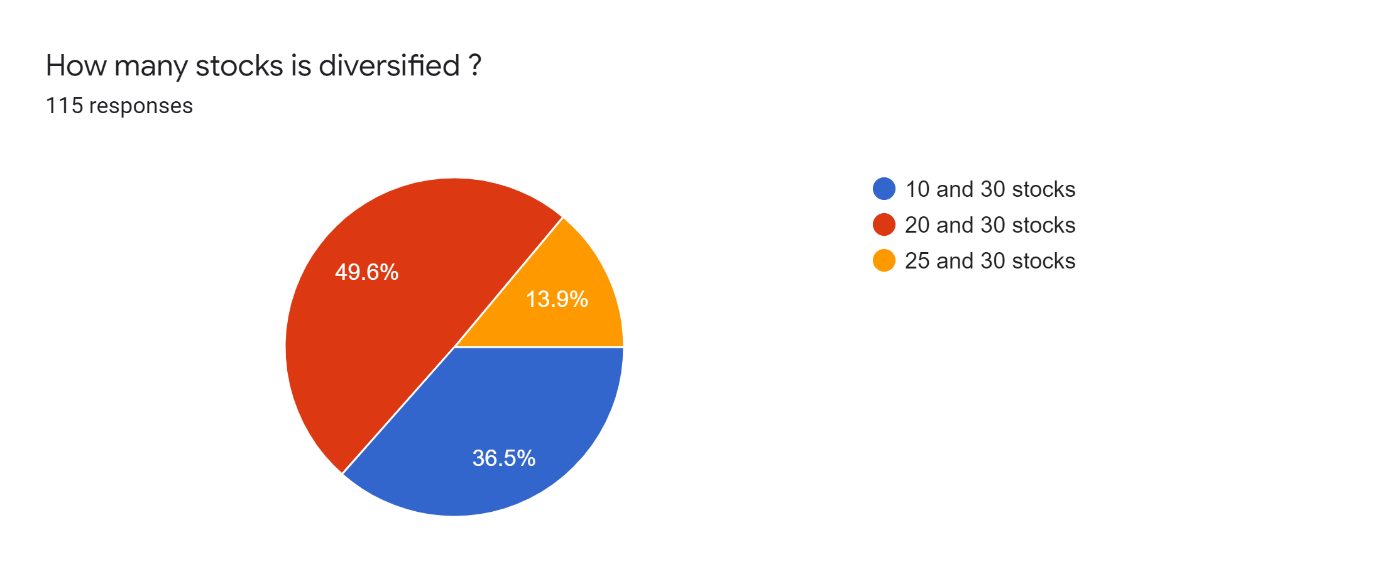 How many stocks is diversified ?
115 responses
10 and 30 stocks
20 and 30 stocks
25 and 30 stocks
49.6%
13.9%
36.5%